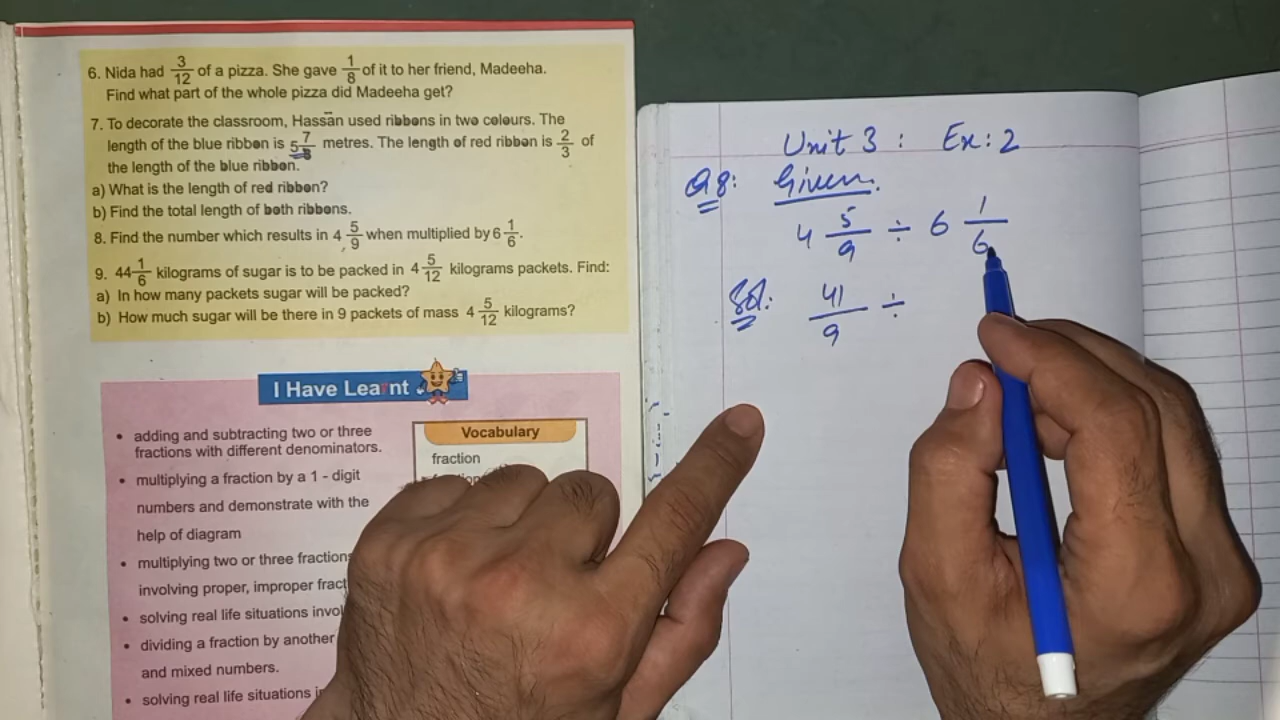 6. Nida had 3/12 of a pizza. She gave 1/8 of it to her friend, Madeeha.
Find what part of the whole pizza did Madeeha get?
7. To decorate the classroom, Hassān used ribbons in two colours. The
length of the blue ribbon is 5 7/8 metres. The length of red ribbon is 2/3 of
the length of the blue ribbon.
a) What is the length of red ribbon?
b) Find the total length of both ribbons.
8. Find the number which results in 4 5/9 when multiplied by 6 1/6.
9. 44 1/6 kilograms of sugar is to be packed in 4 5/12 kilograms packets. Find:
a) In how many packets sugar will be packed?
b) How much sugar will be there in 9 packets of mass 4 5/12 kilograms?
I Have Learnt
• adding and subtracting two or three
fractions with different denominators.
• multiplying a fraction by a 1 - digit
numbers and demonstrate with the
help of diagram
• multiplying two or three fractions
involving proper, improper fract
• solving real life situations invol
• dividing a fraction by another
and mixed numbers.
• solving real life situations
Vocabulary
fraction
Unit 3 : Ex: 2
Q8: Given.
4 5/9 ÷ 6 1/6
Sol: 41/9 ÷